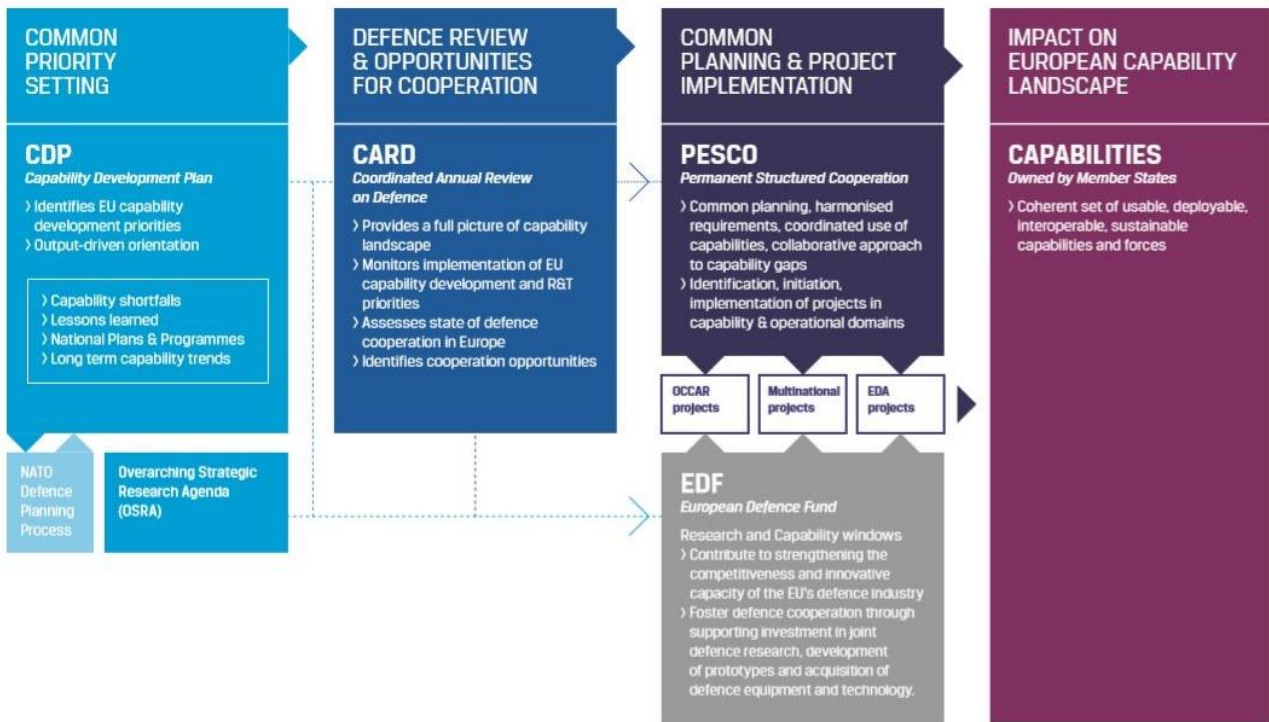 COMMON
PRIORITY
SETTING
CDP
Capability Development Plan
〉Identifies EU capability
development priorities
〉Output-driven orientation
〉Capability shortfalls
〉Lessons learned
〉National Plans & Programmes
〉Long term capability trends
NATO
Defence
Planning
Process
Overarching Strategic
Research Agenda
(OSRA)
DEFENCE REVIEW
& OPPORTUNITIES
FOR COOPERATION
CARD
Coordinated Annual Review
on Defence
〉Provides a full picture of capability
landscape
〉Monitors implementation of EU
capability development and R&T
priorities
〉Assesses state of defence
cooperation in Europe
〉Identifies cooperation opportunities
COMMON
PLANNING & PROJECT
IMPLEMENTATION
PESCO
Permanent Structured Cooperation
〉Common planning, harmonised
requirements, coordinated use of
capabilities, collaborative approach
to capability gaps
〉Identification, initiation,
implementation of projects in
capability & operational domains
OCCAR
projects
Multinational
projects
EDA
projects
EDF
European Defence Fund
Research and Capability windows
〉Contribute to strengthening the
competitiveness and innovative
capacity of the EU's defence industry
〉Foster defence cooperation through
supporting investment in joint
defence research, development
of prototypes and acquisition of
defence equipment and technology.
IMPACT ON
EUROPEAN CAPABILITY
LANDSCAPE
CAPABILITIES
Owned by Member States
〉Coherent set of usable, deployable,
interoperable, sustainable
capabilities and forces